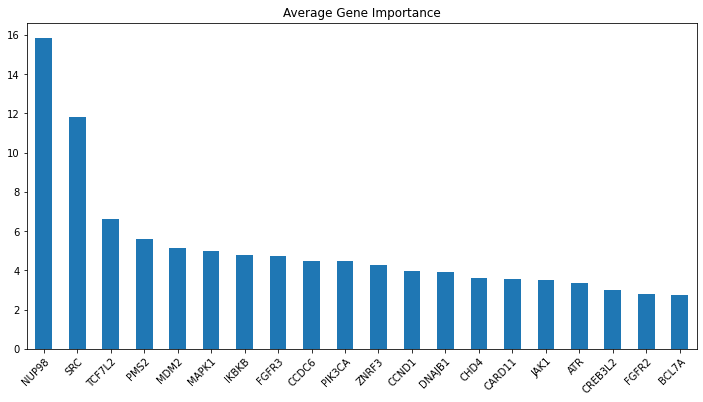 Average Gene Importance
16
14
12
10
8
6
4
2
0
NUP98
SRC
TCF7L2
PMS2
MDM2
MAPK1
IKBKB
FGFR3
CCDC6
PIK3CA
ZNRF3
CCND1
DNAJB1
CHD4
CARD11
JAK1
ATR
CREB3L2
FGFR2
BCL7A